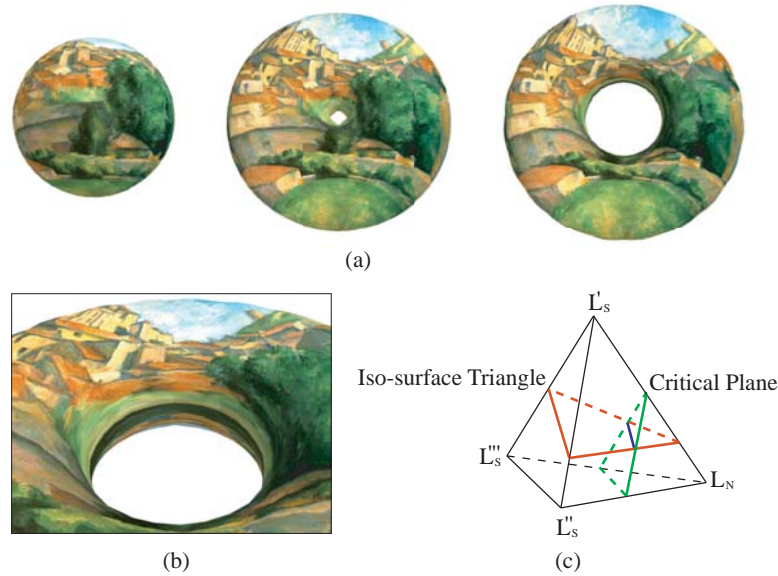 (a)
L's
Iso-surface Triangle
Critical Plane
L'''s
LN
L''s
(b)
(c)